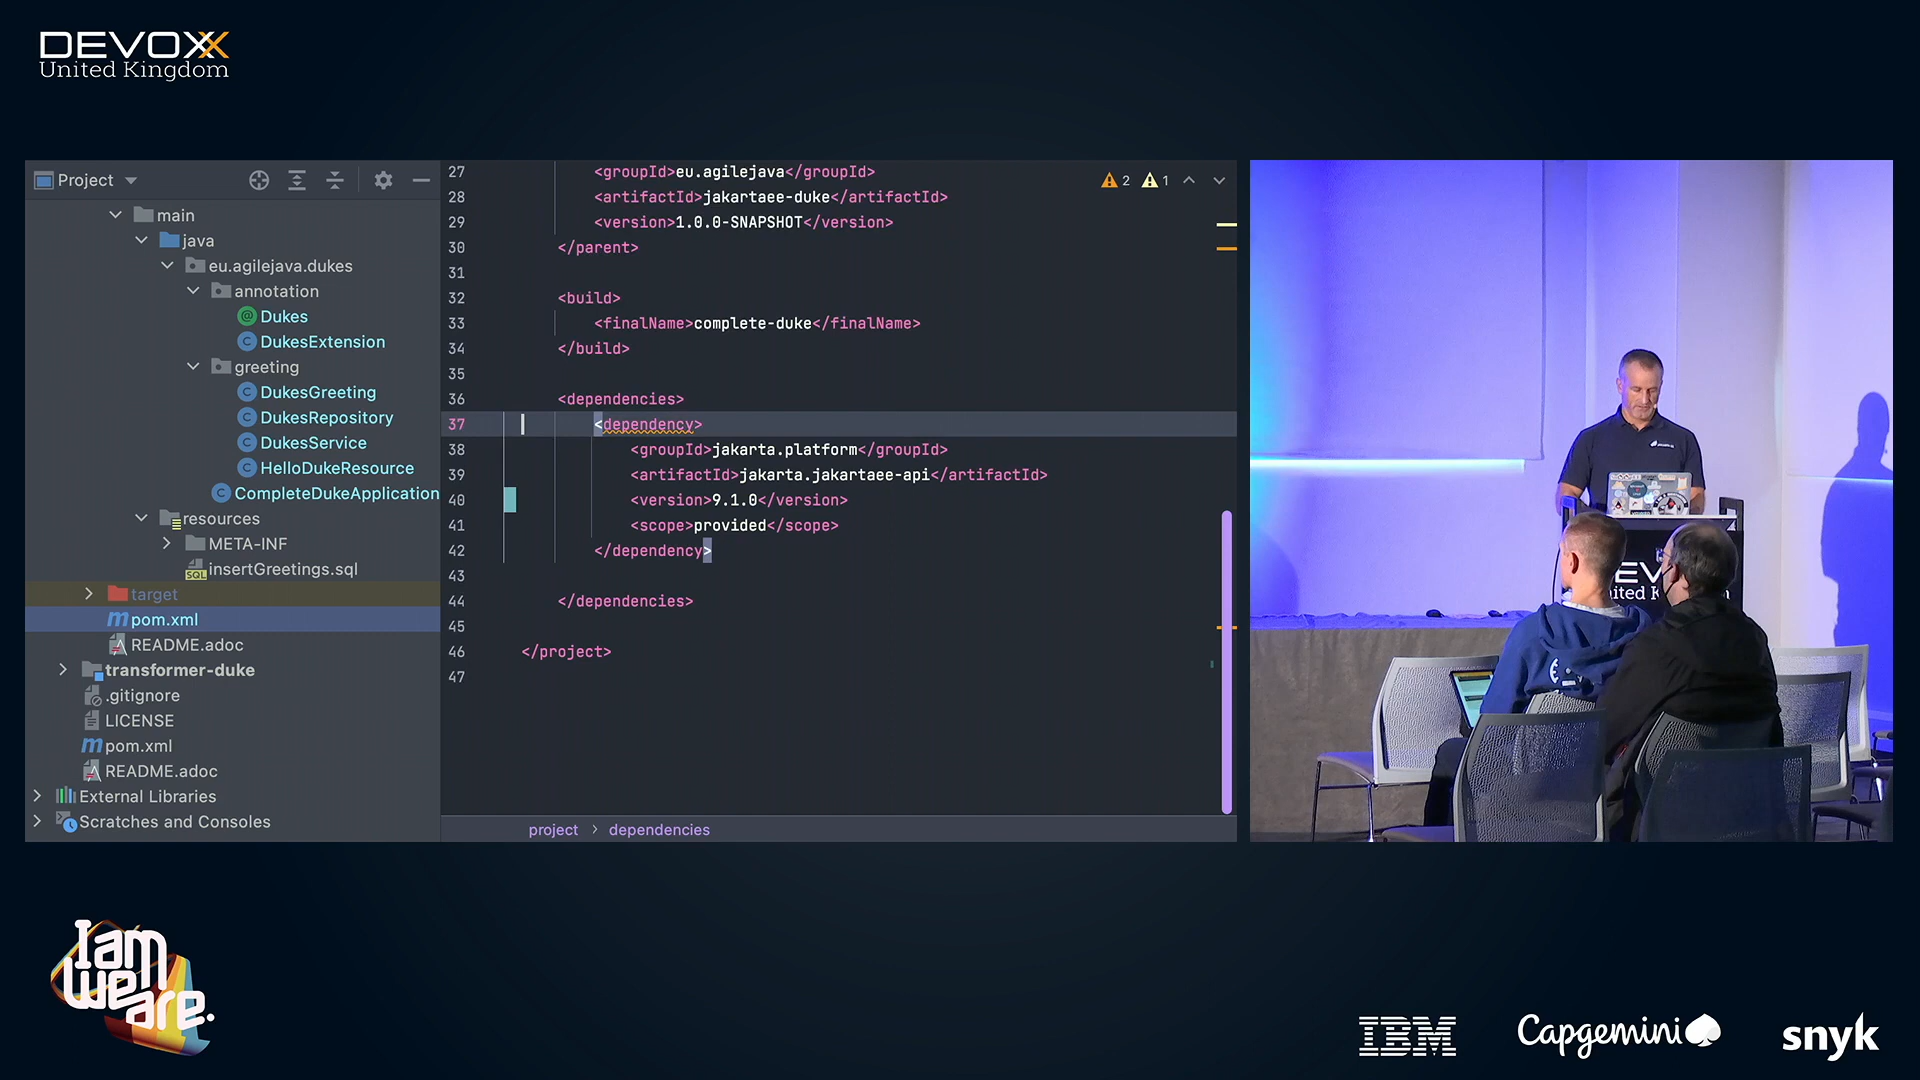 DEVOXX
United Kingdom
Project
main
java
eu.agilejava.dukes
annotation
@ Dukes
C DukesExtension
greeting
C DukesGreeting
C DukesRepository
C DukesService
C HelloDukeResource
C CompleteDukeApplication
resources
META-INF
SQL insertGreetings.sql
target
m pom.xml
README.adoc
transformer-duke
.gitignore
LICENSE
m pom.xml
README.adoc
External Libraries
Scratches and Consoles
2 1
27 <groupId>eu.agilejava</groupId>
28 <artifactId>jakartaee-duke</artifactId>
29 <version>1.0.0-SNAPSHOT</version>
30 </parent>
31
32 <build>
33 <finalName>complete-duke</finalName>
34 </build>
35
36 <dependencies>
37 <dependency>
38 <groupId>jakarta.platform</groupId>
39 <artifactId>jakarta.jakartaee-api</artifactId>
40 <version>9.1.0</version>
41 <scope>provided</scope>
42 </dependency>
43
44 </dependencies>
45
46 </project>
47
project > dependencies
I am
we
are.
IBM
Capgemini
snyk